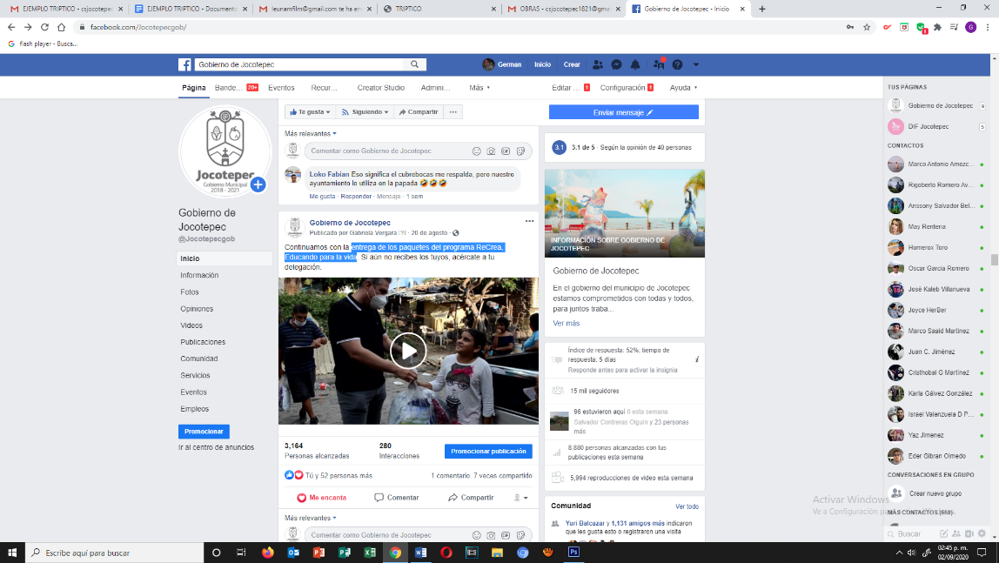 EJEMPLO TRIPTICO - csjocotepec
EJEMPLO TRIPTICO - Documento
leunamfilm@gmail.com te ha en
TRIPTICO
OBRAS - csjocotepec1821@gma
Gobierno de Jocotepec - Inicio
facebook.com/Jocotepecgob/
flash player - Busca...
Gobierno de Jocotepec
German
Inicio
Crear
Página
Bande...
20+
Eventos
Recur...
Creator Studio
Admini...
Más
Editar ...
1
Configuración
1
Ayuda
Te gusta
Siguiendo
Compartir
Enviar mensaje
Jocotepec
Gobierno Municipal
2018 - 2021
Gobierno de
Jocotepec
@Jocotepecgob
Inicio
Información
Fotos
Opiniones
Videos
Publicaciones
Comunidad
Servicios
Eventos
Empleos
Promocionar
Ir al centro de anuncios
Más relevantes
Comentar como Gobierno de Jocotepec
Loko Fabian Eso significa el cubrebocas me respalda, pero nuestro
ayuntamiento lo utiliza en la papada 🤣🤣🤣
Me gusta · Responder · Mensaje · 1 sem
Gobierno de Jocotepec
Publicado por Gabriela Vergara [?] · 20 de agosto ·
Continuamos con la entrega de los paquetes del programa ReCrea,
Educando para la vida. Si aún no recibes los tuyos, acércate a tu
delegación.
3,164
Personas alcanzadas
280
Interacciones
Promocionar publicación
Tú y 52 personas más
1 comentario 7 veces compartido
Me encanta
Comentar
Compartir
Más relevantes
Comentar como Gobierno de Jocotepec
3.1
3.1 de 5 · Según la opinión de 40 personas
INFORMACIÓN SOBRE GOBIERNO DE
JOCOTEPEC
Gobierno de Jocotepec
En el gobierno del municipio de Jocotepec
estamos comprometidos con todas y todos,
para juntos traba...
Ver más
Índice de respuesta: 52%, tiempo de
respuesta: 5 días
Responde antes para activar la insignia
15 mil seguidores
96 estuvieron aquí 0 esta semana
Salvador Contreras Olguin y 23 personas
más
8,880 personas alcanzadas con tus
publicaciones esta semana
5,994 reproducciones de video esta semana
Comunidad
Ver todo
Yuri Balcazar y 1,131 amigos más indicaron
que les gusta esto o registraron una visita
TUS PÁGINAS
Gobierno de Jocotepec
9
DIF Jocotepec
5
CONTACTOS
Marco Antonio Amezc...
Rigoberto Romero Av...
Anssony Salvador Bel...
May Renteria
Homerox Toro
Oscar Garcia Romero
José Kaleb Villanueva
Joyce HerBer
Marco Saaid Martinez
Juan C. Jiménez
Cristhobal G Martínez
Karla Gálvez González
Israel Valenzuela D P...
Yaz Jimenez
Eder Gibran Olmedo
CONVERSACIONES EN GRUPO
Crear nuevo grupo
MÁS CONTACTOS (659)
Buscar
Activar Windows
Ve a Configuración pa
Escribe aquí para buscar
02:45 p. m.
02/09/2020